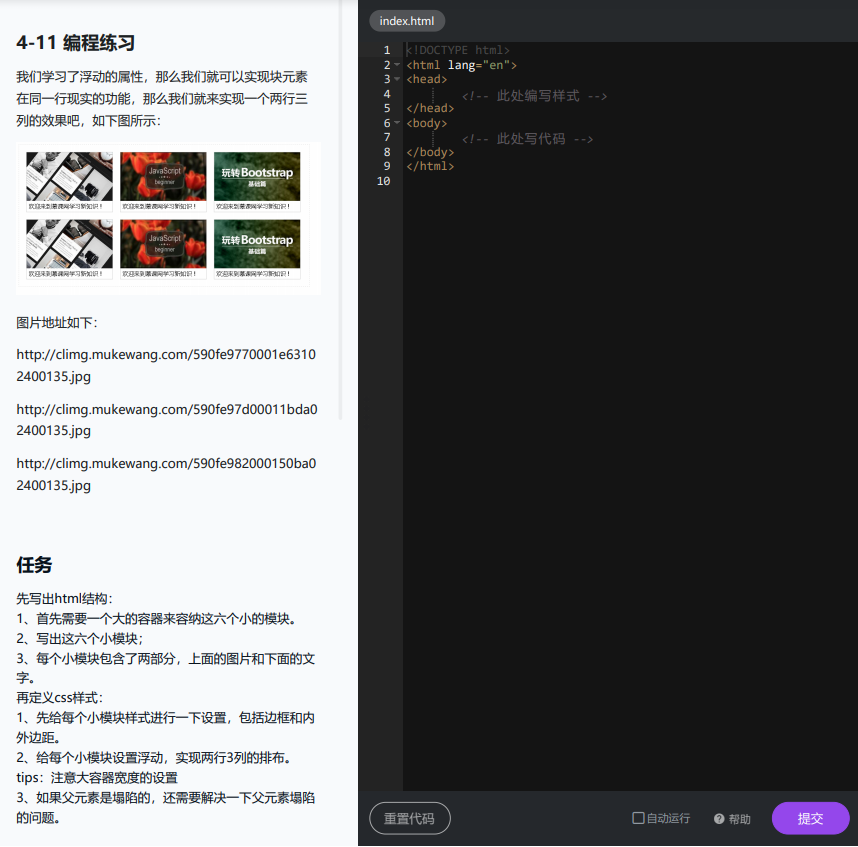 4-11 编程练习
我们学习了浮动的属性，那么我们就可以实现块元素
在同一行现实的功能，那么我们就来实现一个两行三
列的效果吧，如下图所示：
JavaScript
beginner
玩转Bootstrap
基础篇
欢迎来到慕课网学习新知识！
欢迎来到慕课网学习新知识！
欢迎来到慕课网学习新知识！
JavaScript
beginner
玩转Bootstrap
基础篇
欢迎来到慕课网学习新知识！
欢迎来到慕课网学习新知识！
欢迎来到慕课网学习新知识！
图片地址如下：
http://climg.mukewang.com/590fe9770001e6310
2400135.jpg
http://climg.mukewang.com/590fe97d00011bda0
2400135.jpg
http://climg.mukewang.com/590fe982000150ba0
2400135.jpg
任务
先写出html结构：
1、首先需要一个大的容器来容纳这六个小的模块。
2、写出这六个小模块；
3、每个小模块包含了两部分，上面的图片和下面的文
字。
再定义css样式：
1、先给每个小模块样式进行一下设置，包括边框和内
外边距。
2、给每个小模块设置浮动，实现两行3列的排布。
tips：注意大容器宽度的设置
3、如果父元素是塌陷的，还需要解决一下父元素塌陷
的问题。
index.html
1 <!DOCTYPE html>
2 <html lang="en">
3 <head>
4 <!-- 此处编写样式 -->
5 </head>
6 <body>
7 <!-- 此处写代码 -->
8 </body>
9 </html>
10
重置代码
自动运行
? 帮助
提交